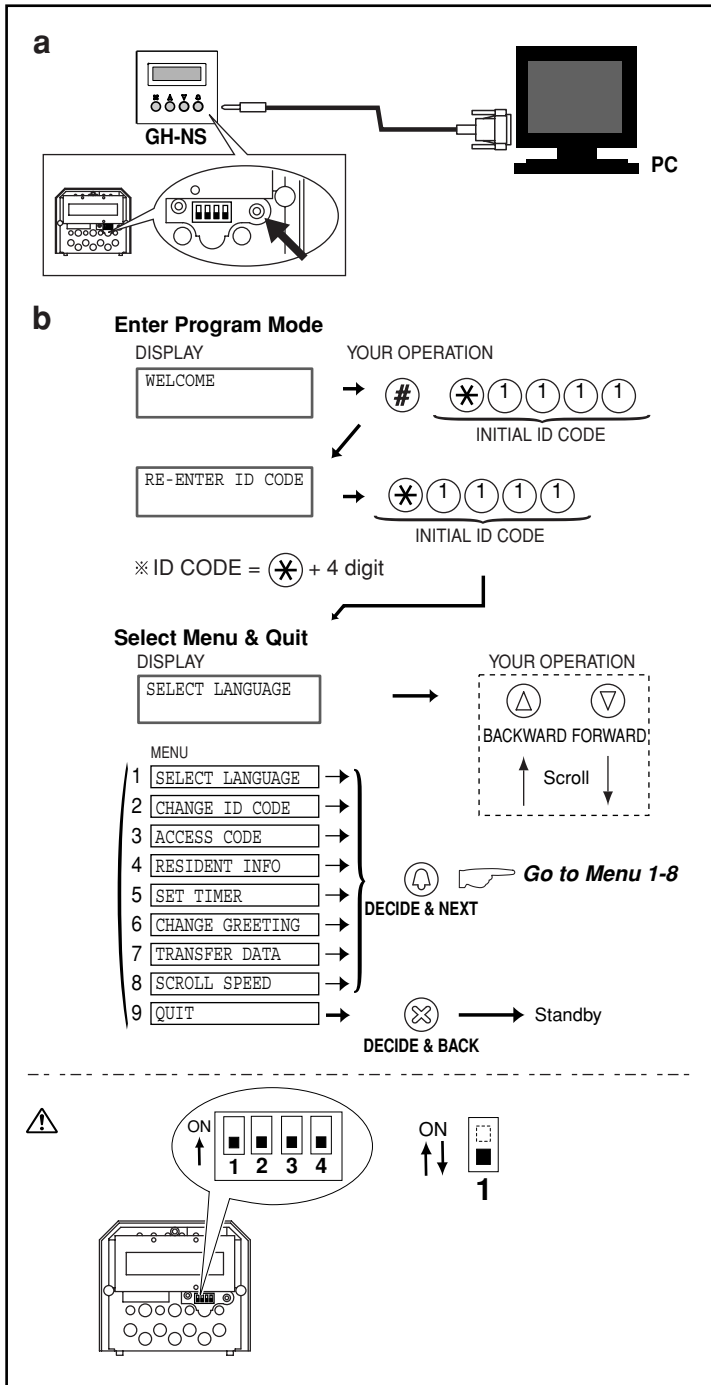 a
GH-NS
PC
b
Enter Program Mode
DISPLAY YOUR OPERATION
WELCOME
# * 1 1 1 1
INITIAL ID CODE
RE-ENTER ID CODE
* 1 1 1 1
INITIAL ID CODE
※ ID CODE = * + 4 digit
Select Menu & Quit
DISPLAY YOUR OPERATION
SELECT LANGUAGE
BACKWARD FORWARD
Scroll
MENU
1 SELECT LANGUAGE
2 CHANGE ID CODE
3 ACCESS CODE
4 RESIDENT INFO
5 SET TIMER
6 CHANGE GREETING
7 TRANSFER DATA
8 SCROLL SPEED
9 QUIT
Go to Menu 1-8
DECIDE & NEXT
Standby
DECIDE & BACK
ON
1 2 3 4
ON
1